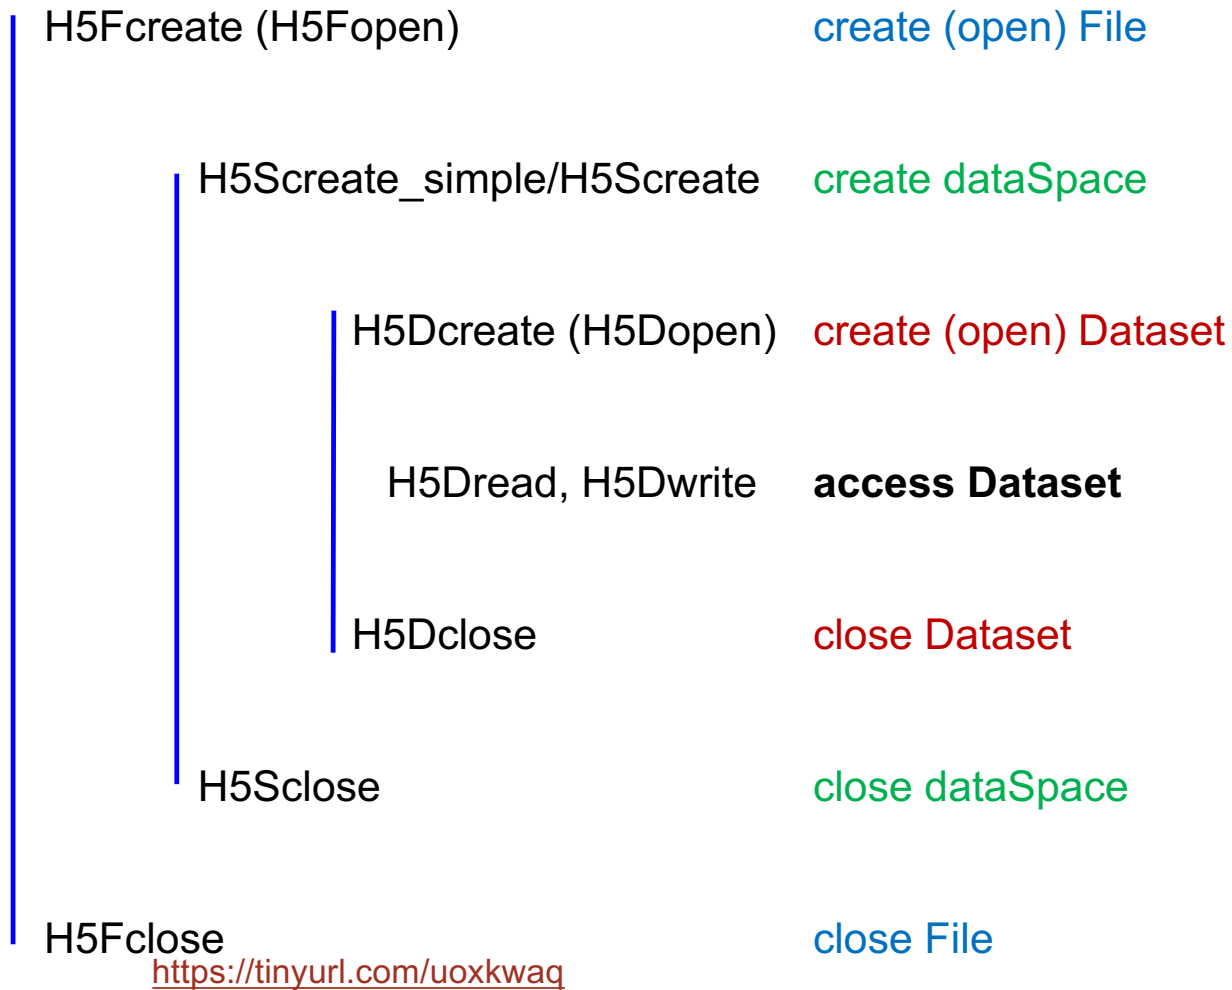 H5Fcreate (H5Fopen) create (open) File
H5Screate_simple/H5Screate create dataSpace
H5Dcreate (H5Dopen) create (open) Dataset
H5Dread, H5Dwrite access Dataset
H5Dclose close Dataset
H5Sclose close dataSpace
H5Fclose close File
https://tinyurl.com/uoxkwaq